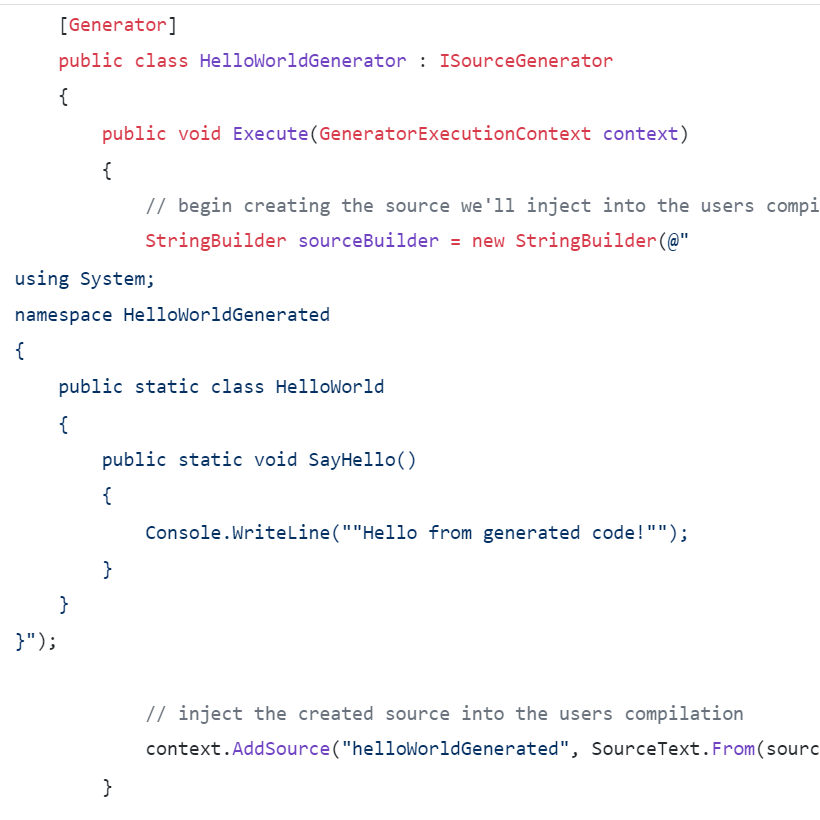 [Generator]
public class HelloWorldGenerator : ISourceGenerator
{
public void Execute(GeneratorExecutionContext context)
{
// begin creating the source we'll inject into the users compi
StringBuilder sourceBuilder = new StringBuilder(@"
using System;
namespace HelloWorldGenerated
{
public static class HelloWorld
{
public static void SayHello()
{
Console.WriteLine(""Hello from generated code!"");
}
}
}");
// inject the created source into the users compilation
context.AddSource("helloWorldGenerated", SourceText.From(sourc
}